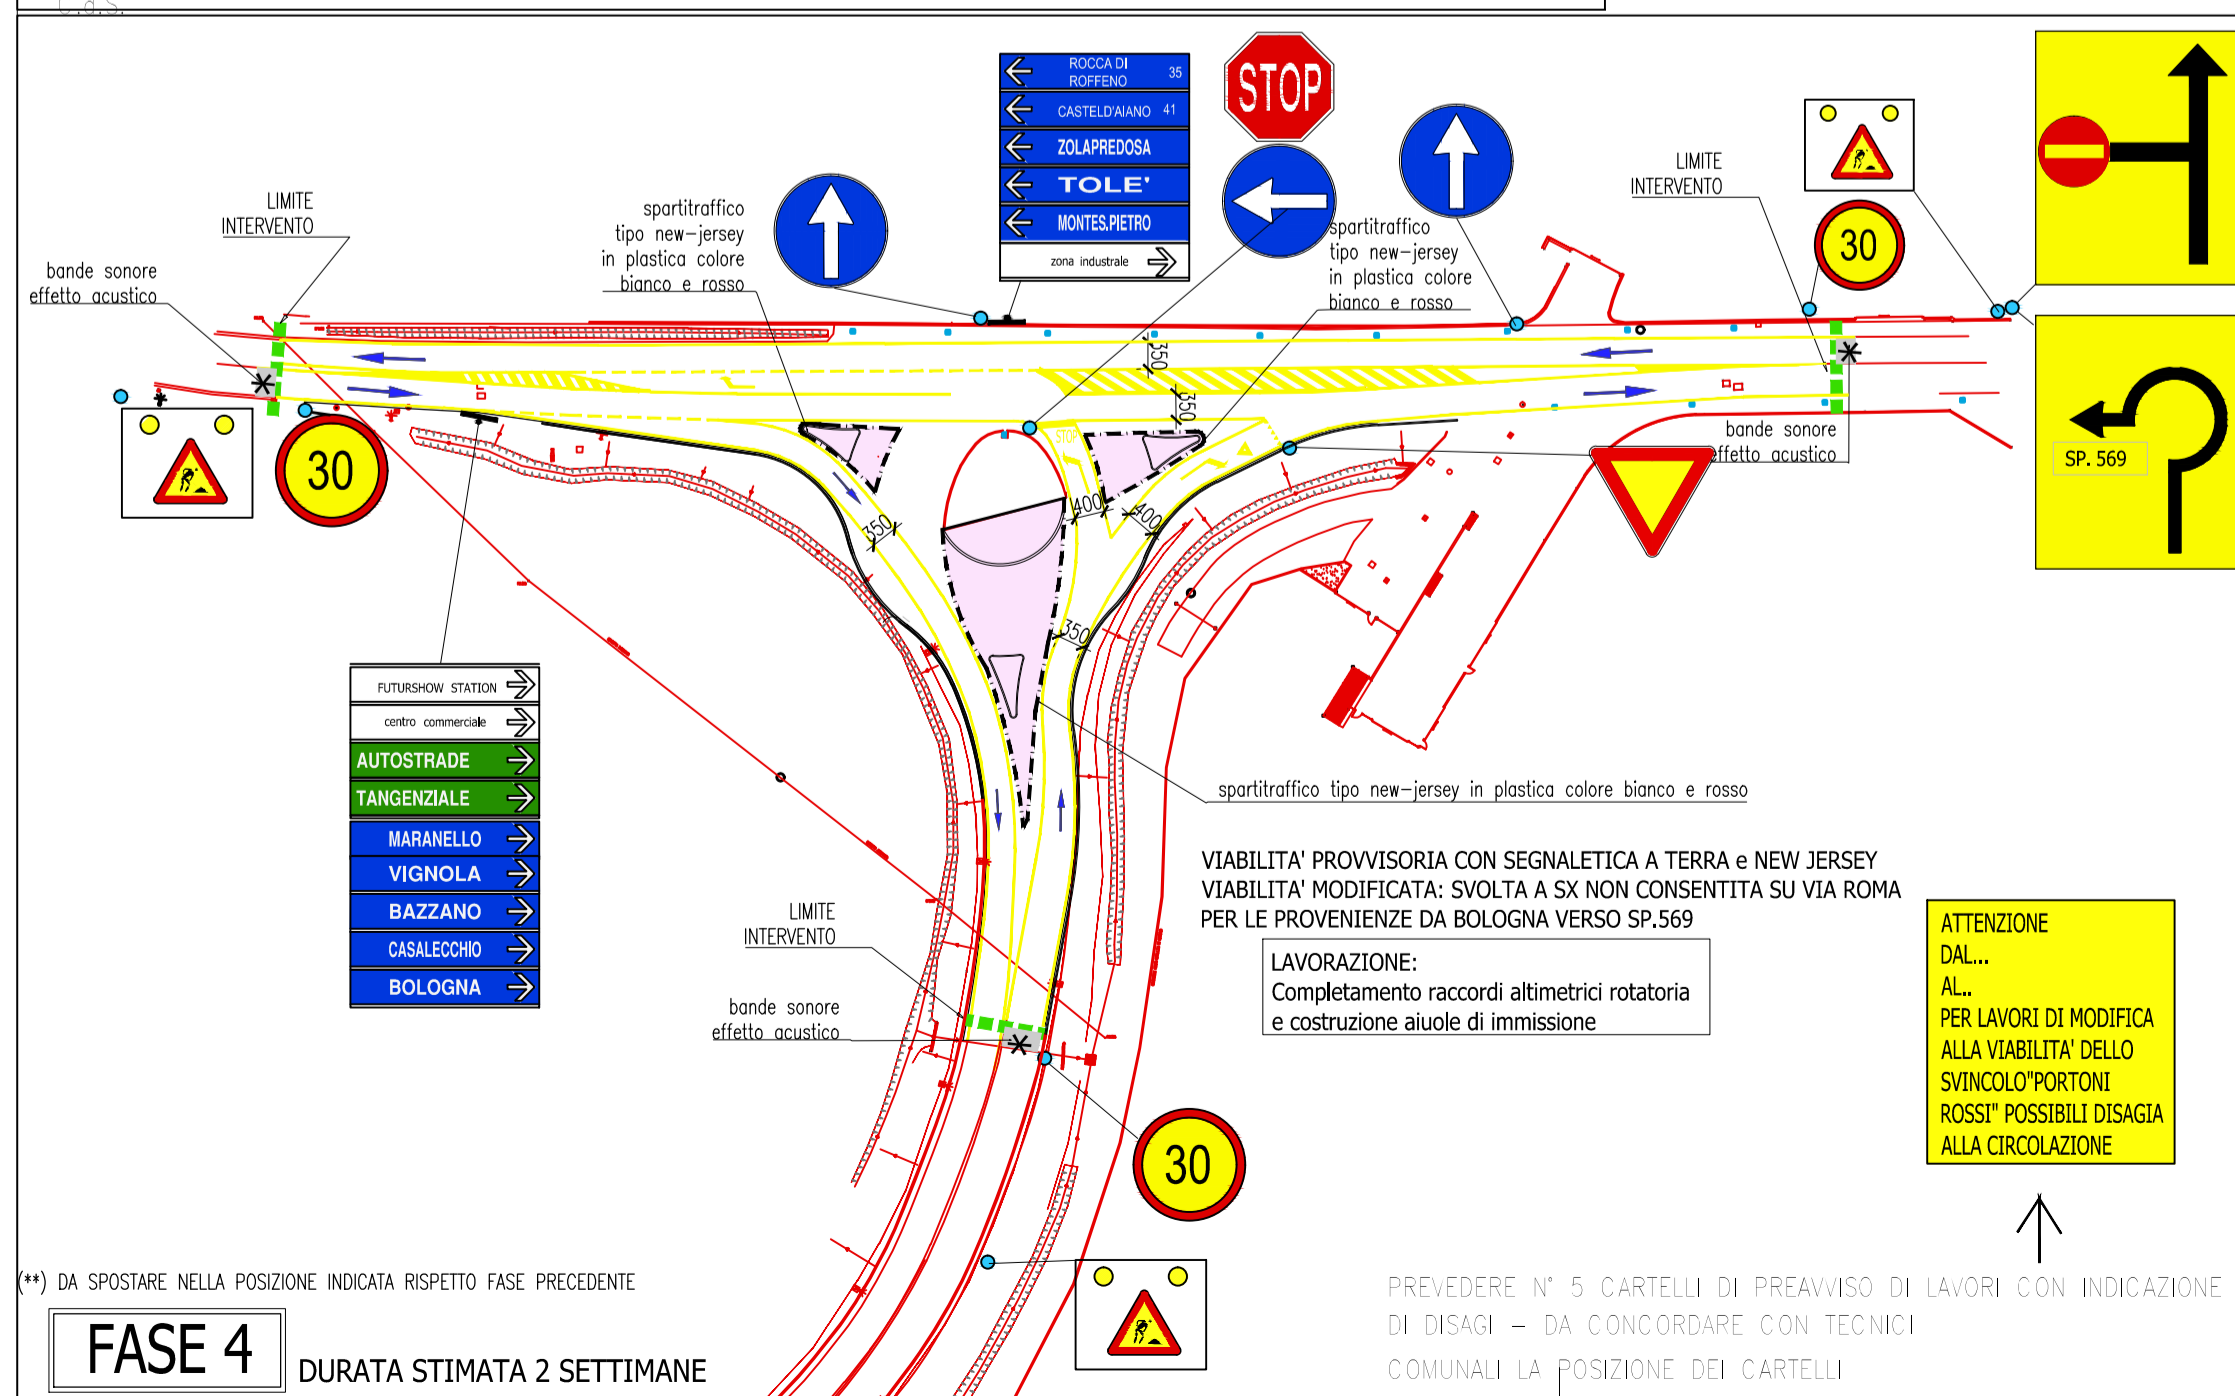 C.d.S.
ROCCA DI
ROFFENO 35
CASTELD'AIANO 41
ZOLAPREDOSA
TOLE'
MONTES.PIETRO
zona industrale
STOP
LIMITE
INTERVENTO
bande sonore
effetto acustico
spartitraffico
tipo new-jersey
in plastica colore
bianco e rosso
spartitraffico
tipo new-jersey
in plastica colore
bianco e rosso
LIMITE
INTERVENTO
30
SP. 569
350
350
STOP
bande sonore
effetto acustico
30
400
400
350
350
FUTURSHOW STATION
centro commerciale
AUTOSTRADE
TANGENZIALE
MARANELLO
VIGNOLA
BAZZANO
CASALECCHIO
BOLOGNA
spartitraffico tipo new-jersey in plastica colore bianco e rosso
VIABILITA' PROVVISORIA CON SEGNALETICA A TERRA e NEW JERSEY
VIABILITA' MODIFICATA: SVOLTA A SX NON CONSENTITA SU VIA ROMA
PER LE PROVENIENZE DA BOLOGNA VERSO SP.569
LAVORAZIONE:
Completamento raccordi altimetrici rotatoria
e costruzione aiuole di immissione
LIMITE
INTERVENTO
bande sonore
effetto acustico
30
ATTENZIONE
DAL...
AL..
PER LAVORI DI MODIFICA
ALLA VIABILITA' DELLO
SVINCOLO"PORTONI
ROSSI" POSSIBILI DISAGIA
ALLA CIRCOLAZIONE
(**) DA SPOSTARE NELLA POSIZIONE INDICATA RISPETTO FASE PRECEDENTE
FASE 4
DURATA STIMATA 2 SETTIMANE
PREVEDERE N° 5 CARTELLI DI PREAVVISO DI LAVORI CON INDICAZIONE
DI DISAGI – DA CONCORDARE CON TECNICI
COMUNALI LA POSIZIONE DEI CARTELLI